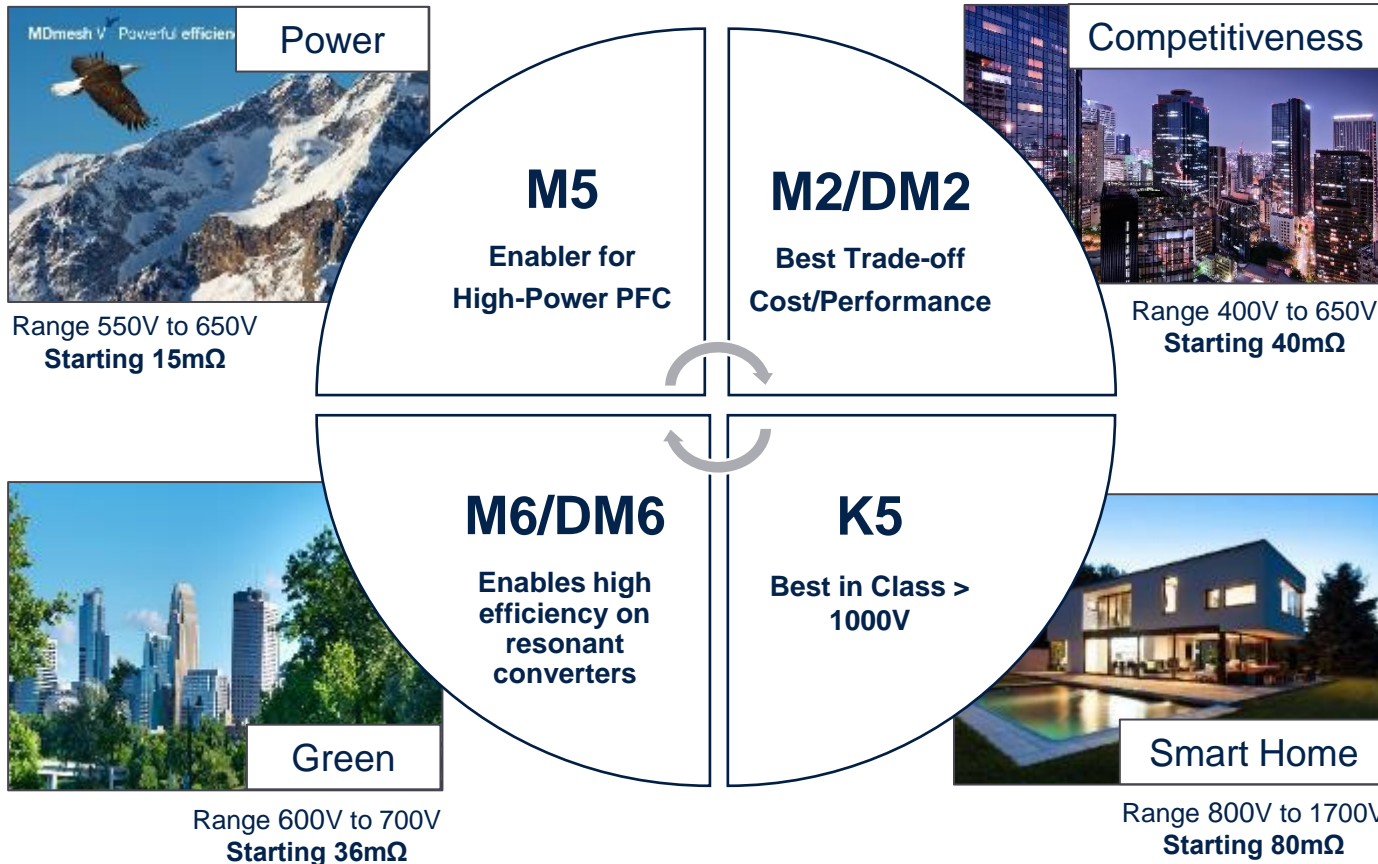 MDmesh V Powerful efficien
Power
M5
Enabler for
High-Power PFC
Range 550V to 650V
Starting 15mΩ
Competitiveness
M2/DM2
Best Trade-off
Cost/Performance
Range 400V to 650V
Starting 40mΩ
M6/DM6
Enables high
efficiency on
resonant
converters
Green
Range 600V to 700V
Starting 36mΩ
K5
Best in Class >
1000V
Smart Home
Range 800V to 1700V
Starting 80mΩ